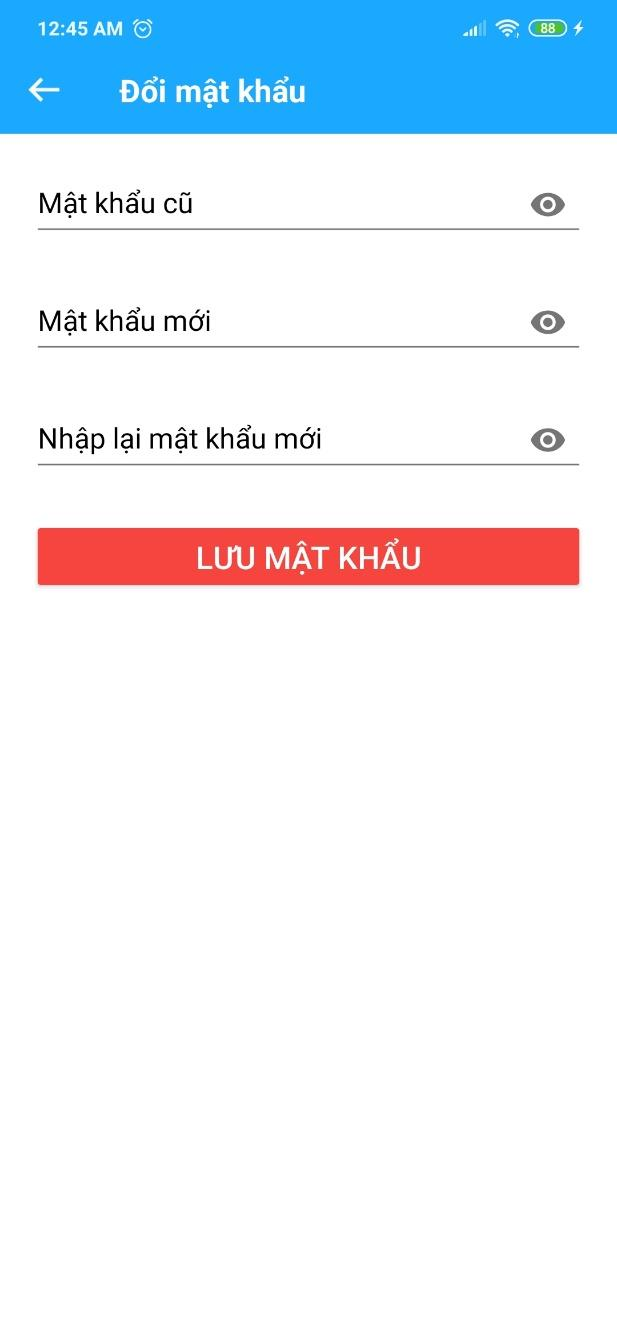 12:45 AM 88
Đổi mật khẩu
Mật khẩu cũ
Mật khẩu mới
Nhập lại mật khẩu mới
LƯU MẬT KHẨU